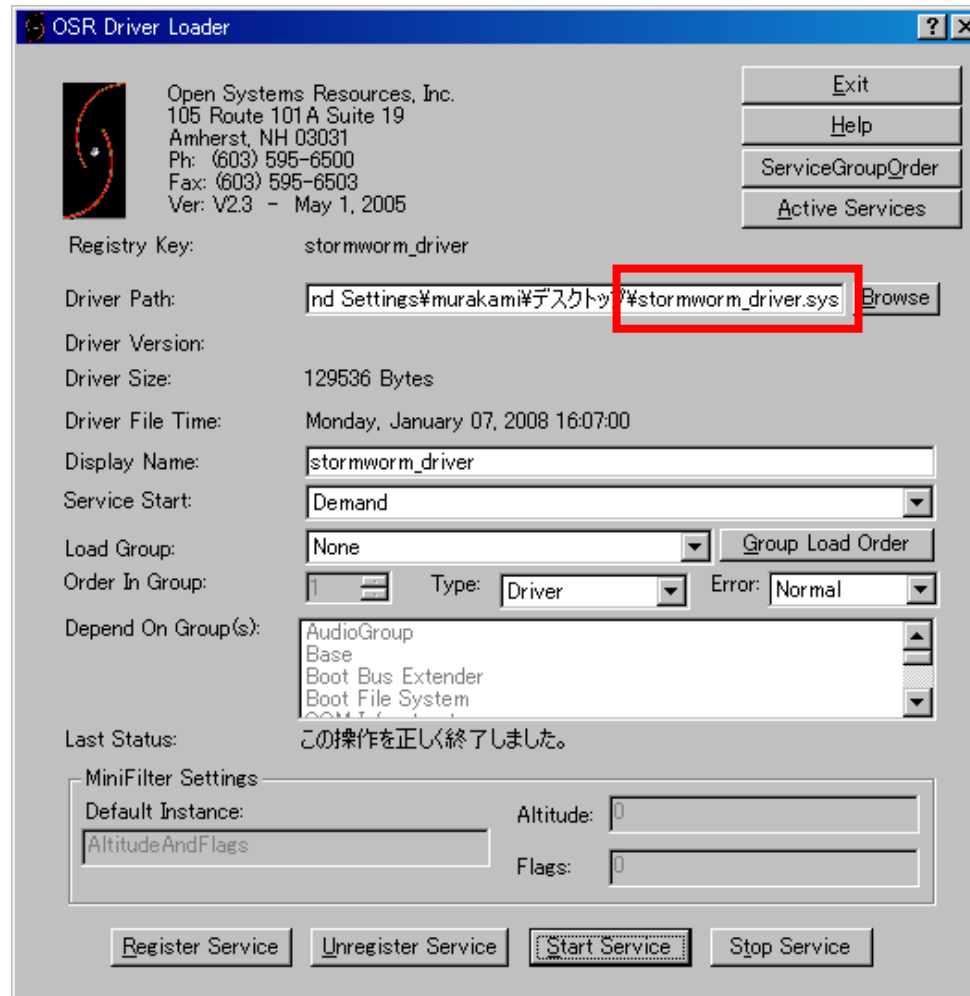 OSR Driver Loader
Open Systems Resources, Inc.
105 Route 101A Suite 19
Amherst, NH 03031
Ph: (603) 595-6500
Fax: (603) 595-6503
Ver: V2.3 - May 1, 2005
Exit
Help
ServiceGroupOrder
Active Services
Registry Key: stormworm_driver
Driver Path: nd Settings¥murakami¥デスクトップ¥stormworm_driver.sys Browse
Driver Version:
Driver Size: 129536 Bytes
Driver File Time: Monday, January 07, 2008 16:07:00
Display Name: stormworm_driver
Service Start: Demand
Load Group: None Group Load Order
Order In Group: 1 Type: Driver Error: Normal
Depend On Group(s): AudioGroup
Base
Boot Bus Extender
Boot File System
Last Status: この操作を正しく終了しました。
MiniFilter Settings
Default Instance: Altitude: 0
AltitudeAndFlags
Flags: 0
Register Service Unregister Service Start Service Stop Service